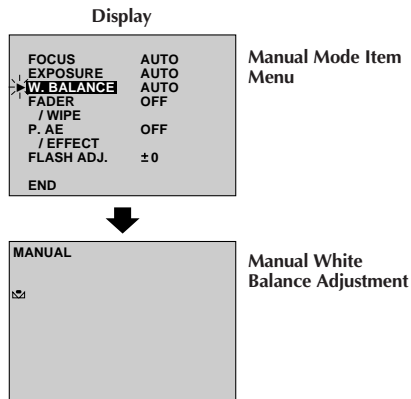 Display
FOCUS AUTO
EXPOSURE AUTO
W. BALANCE AUTO
FADER OFF
/ WIPE
P. AE OFF
/ EFFECT
FLASH ADJ. ±0
END
Manual Mode Item
Menu
MANUAL
Manual White
Balance Adjustment